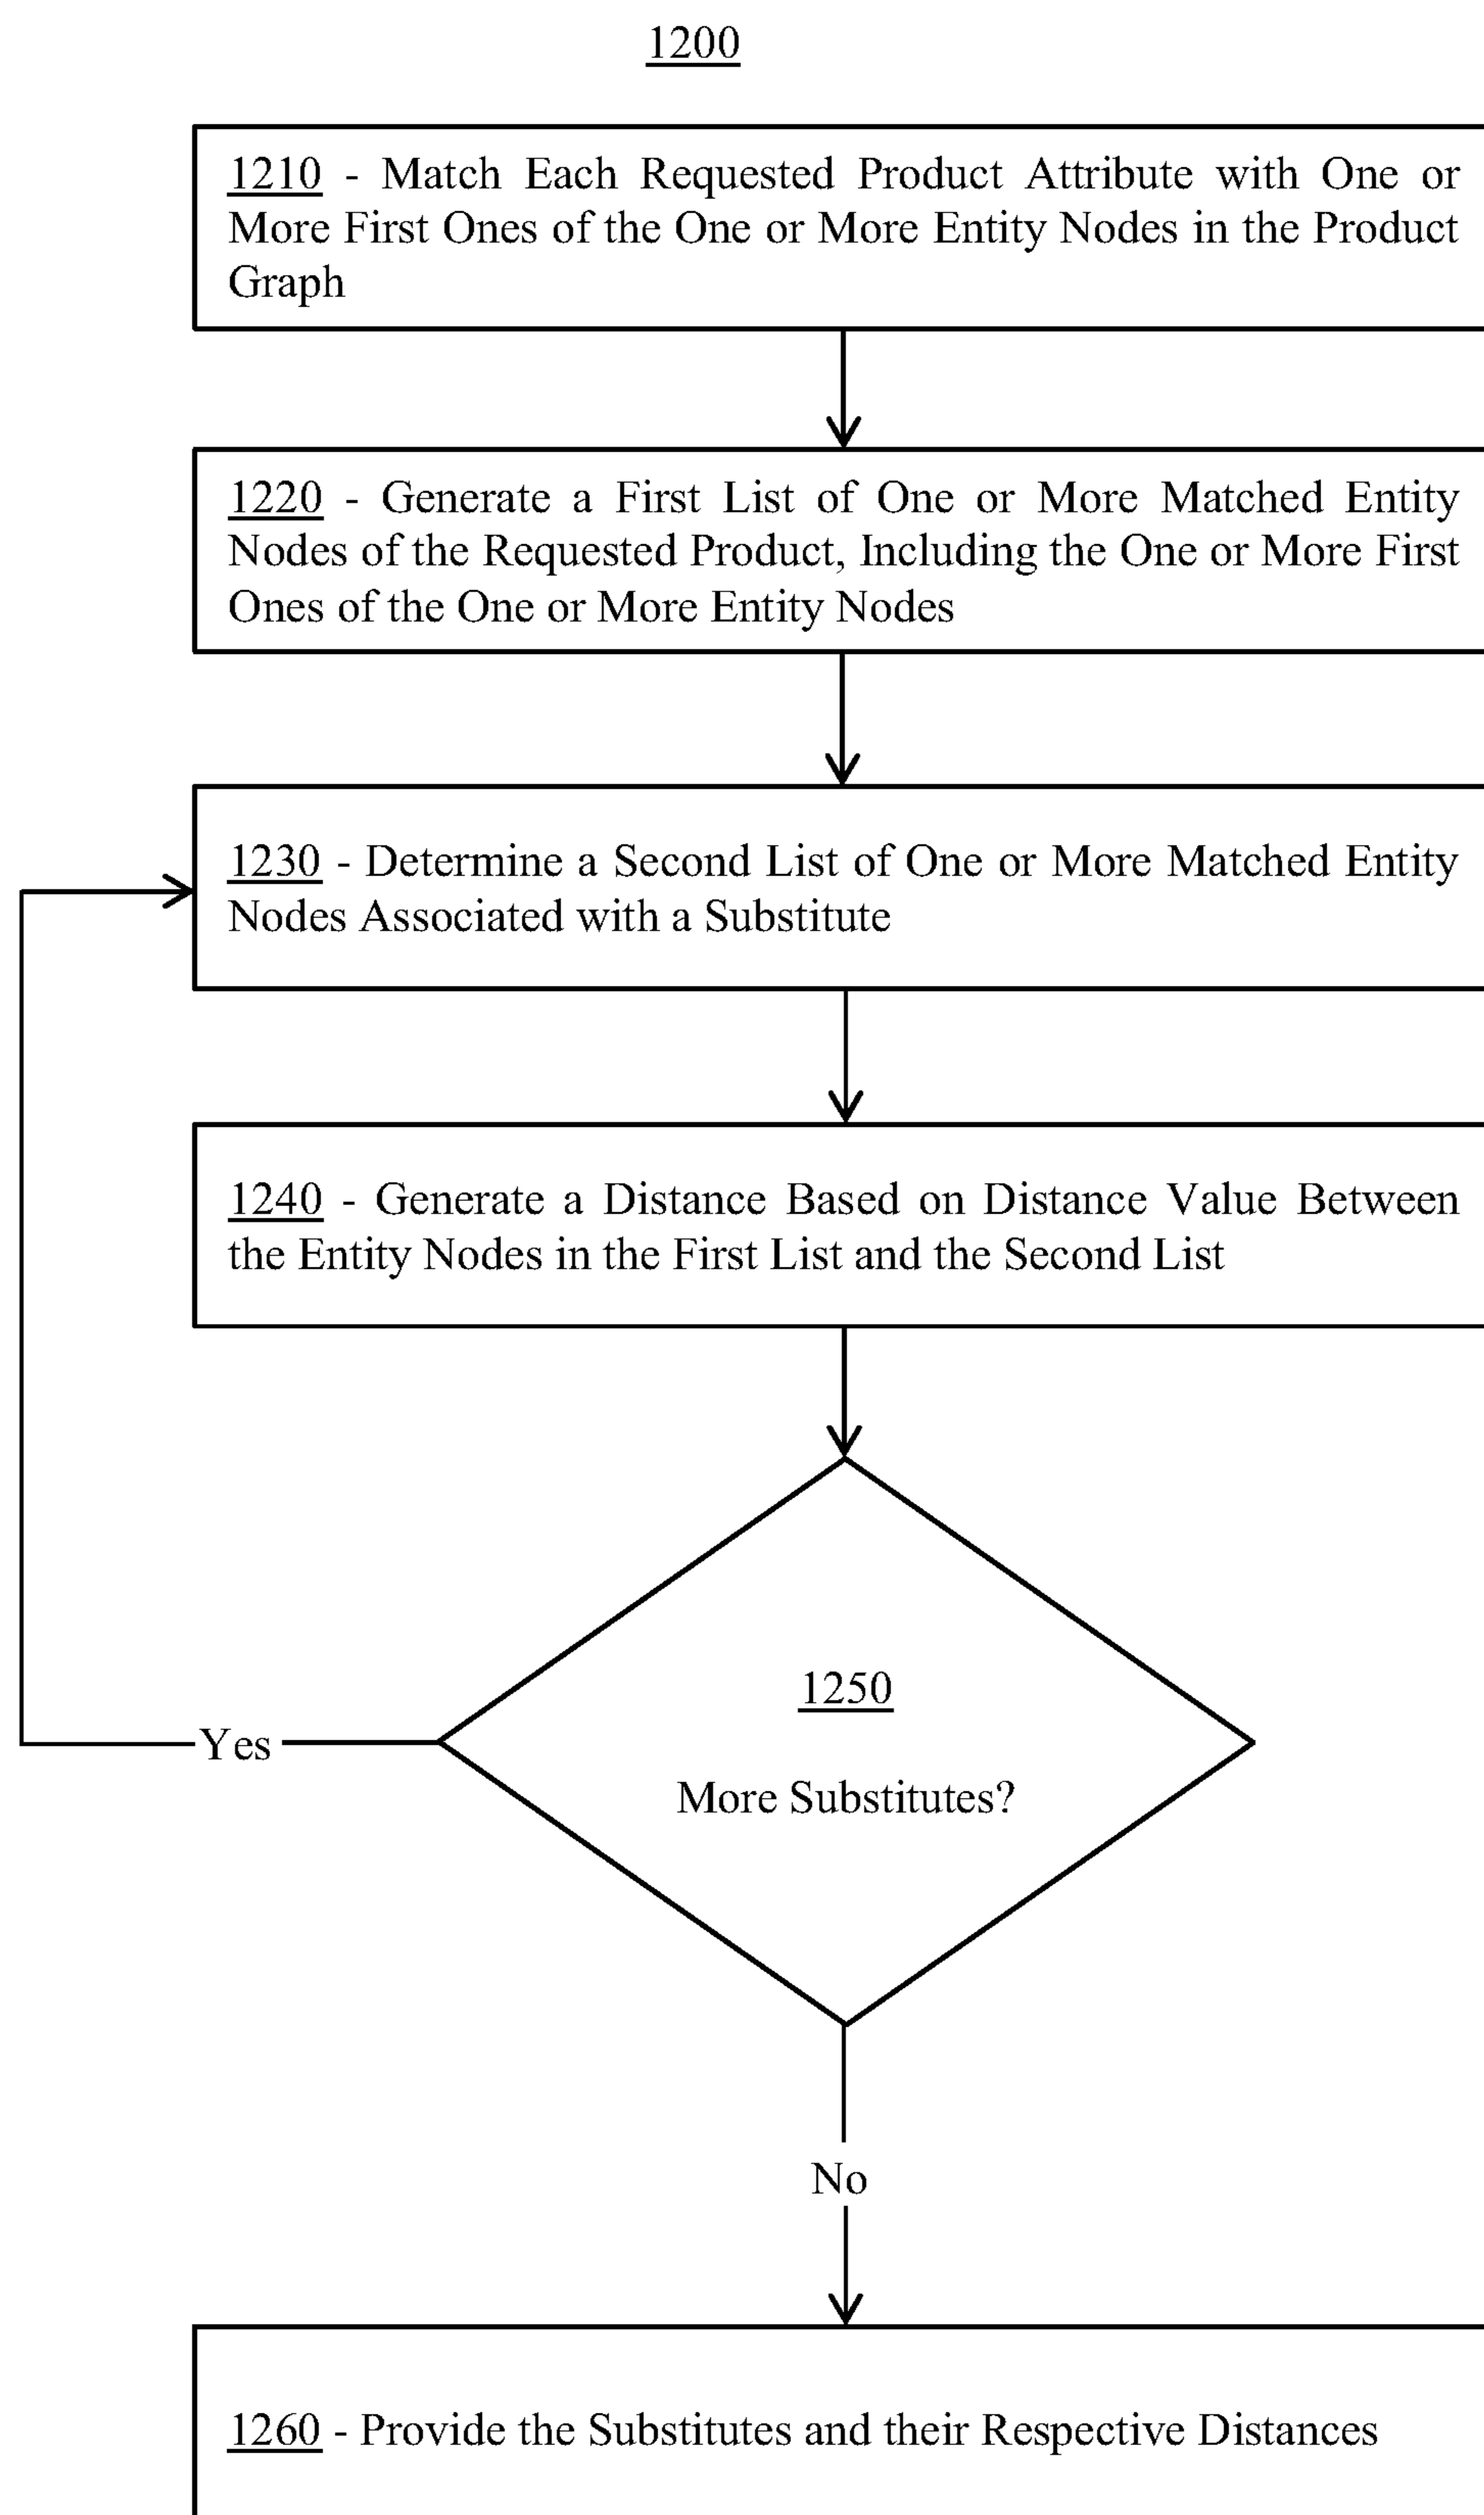 1200
1210 - Match Each Requested Product Attribute with One or
More First Ones of the One or More Entity Nodes in the Product
Graph
1220 - Generate a First List of One or More Matched Entity
Nodes of the Requested Product, Including the One or More First
Ones of the One or More Entity Nodes
1230 - Determine a Second List of One or More Matched Entity
Nodes Associated with a Substitute
1240 - Generate a Distance Based on Distance Value Between
the Entity Nodes in the First List and the Second List
1250
Yes
More Substitutes?
No
1260 - Provide the Substitutes and their Respective Distances